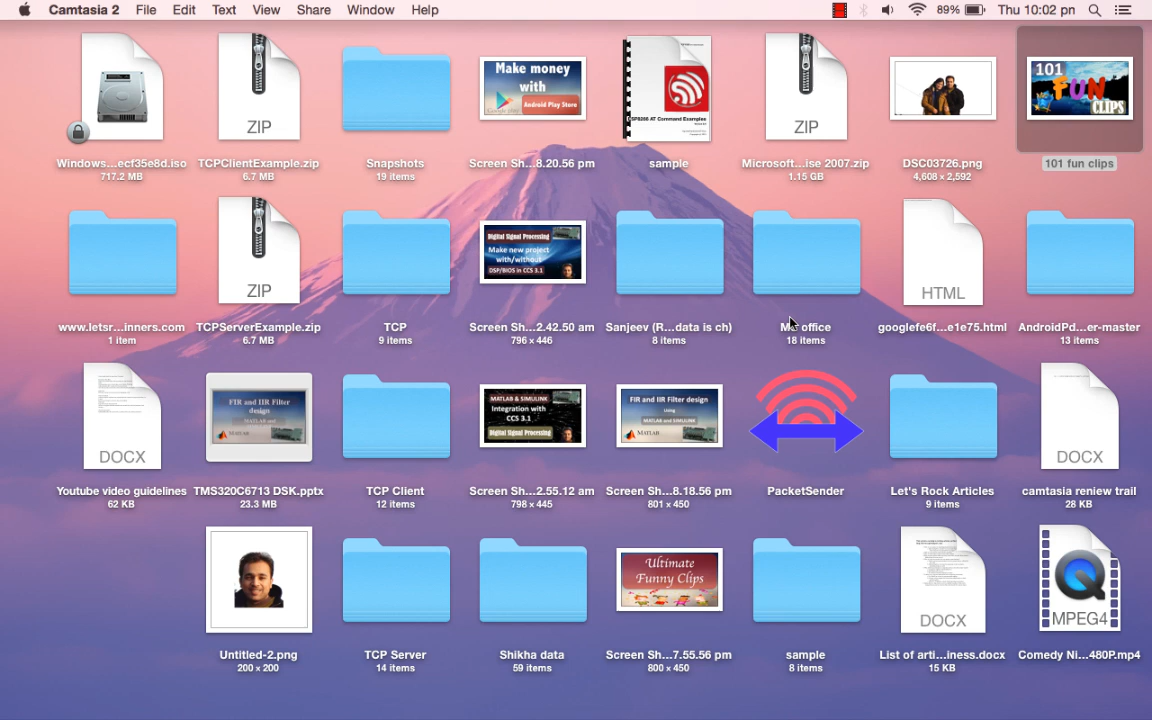 Camtasia 2 File Edit Text View Share Window Help 89% Thu 10:02 pn
ZIP
Make money
with
Android Play Store
ZIP
101
FUN
CLIPS
Windows...ecf35e8d.iso TCPClientExample.zip Snapshots Screen Sh...8.20.56 pm sample Microsoft...ise 2007.zip DSC03726.png 101 fun clips
717.2 MB 6.7 MB 19 items 1.15 GB 4,608 × 2,592
ZIP
Digital Signal Processing
Make new project
with/without
DSP/BIOS in CCS 3.1
HTML
www.letsr...inners.com TCPServerExample.zip TCP Screen Sh...2.42.50 am Sanjeev (R...data is ch) office googlefe6f...e1e75.html AndroidPd...er-master
1 item 6.7 MB 9 items 796 × 446 8 items 18 items 13 items
DOCX
FIR and IIR Filter
design
MATLAB and
MATLAB & SIMULINK
Integration with
CCS 3.1
Digital Signal Processing
FIR and IIR Filter design
using
MATLAB and SIMULINK
MATLAB
DOCX
Youtube video guidelines TMS320C6713 DSK.pptx TCP Client Screen Sh...2.55.12 am Screen Sh...8.18.56 pm PacketSender Let's Rock Articles camtasia reniew trail
62 KB 23.3 MB 12 items 798 × 445 801 × 450 9 items 28 KB
Ultimate
Funny Clips
DOCX
MPEG4
Untitled-2.png TCP Server Shikha data Screen Sh...7.55.56 pm sample List of arti...iness.docx Comedy Ni...480P.mp4
200 × 200 14 items 59 items 800 × 450 8 items 15 KB